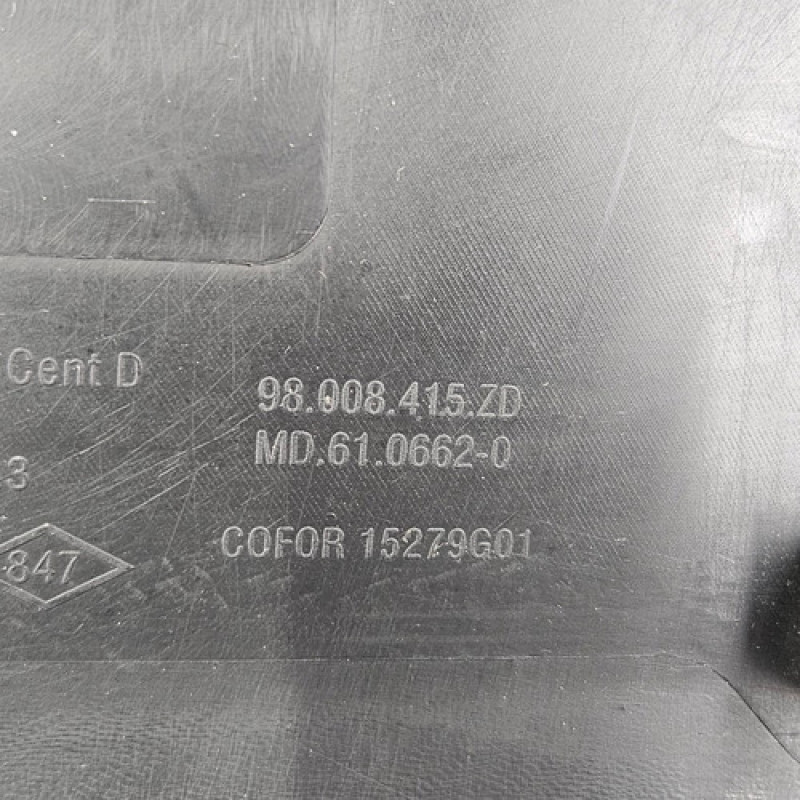 Cent D
98.008.415.ZD
MD.61.0662-0
3
COFOR 15279G01
847